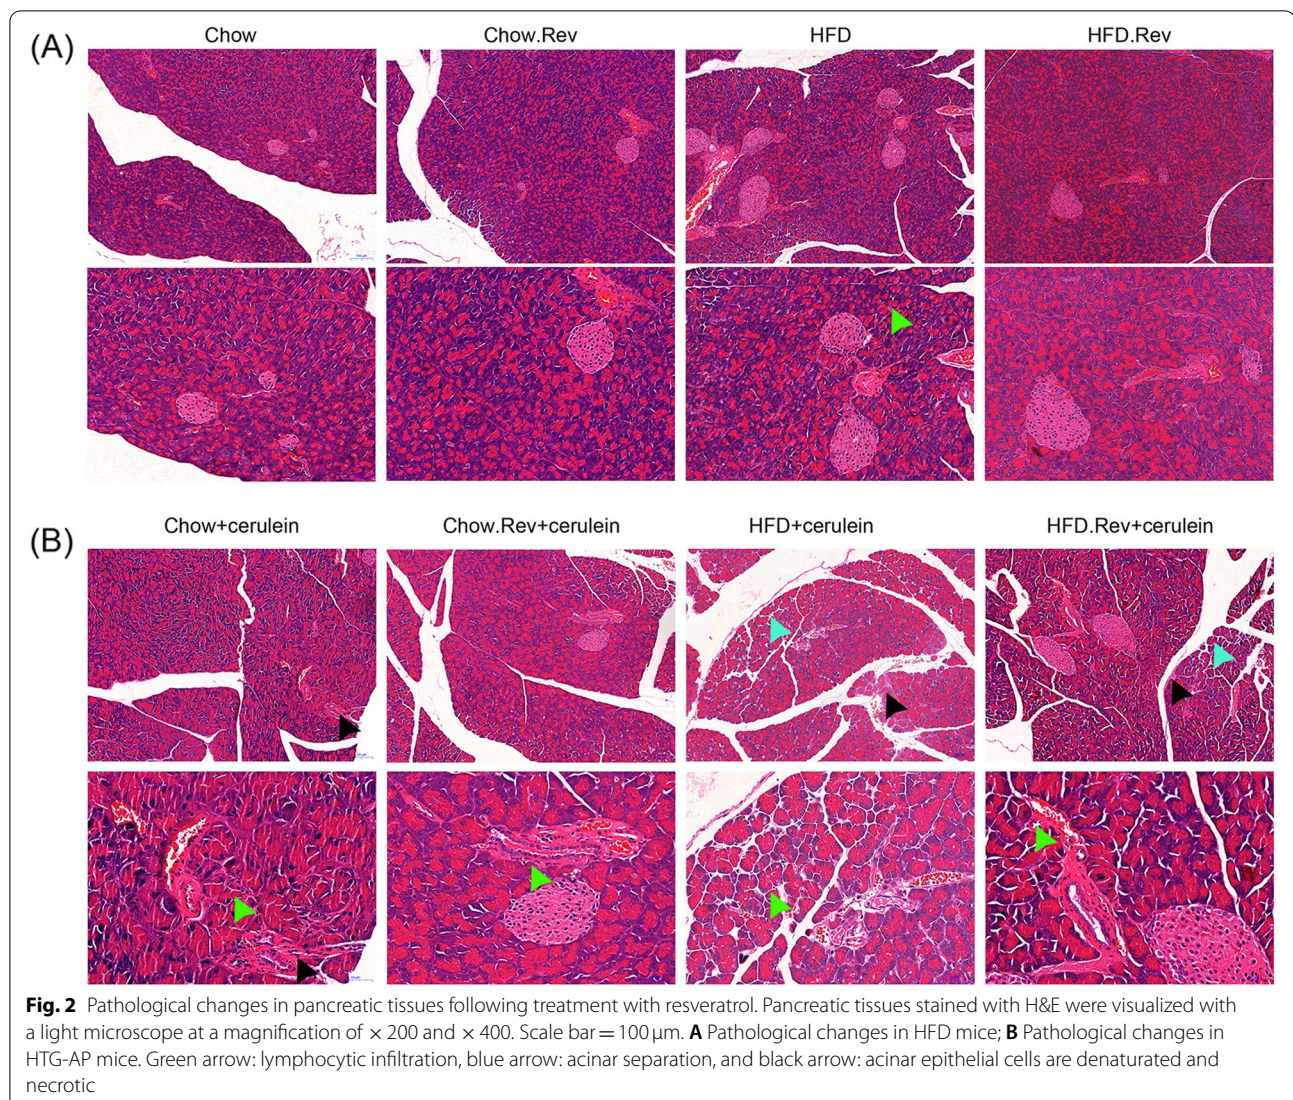 (A)
Chow
Chow.Rev
HFD
HFD.Rev
(B)
Chow+cerulein
Chow.Rev+cerulein
HFD+cerulein
HFD.Rev+cerulein
Fig. 2 Pathological changes in pancreatic tissues following treatment with resveratrol. Pancreatic tissues stained with H&E were visualized with
a light microscope at a magnification of × 200 and × 400. Scale bar = 100 μm. A Pathological changes in HFD mice; B Pathological changes in
HTG-AP mice. Green arrow: lymphocytic infiltration, blue arrow: acinar separation, and black arrow: acinar epithelial cells are denaturated and
necrotic